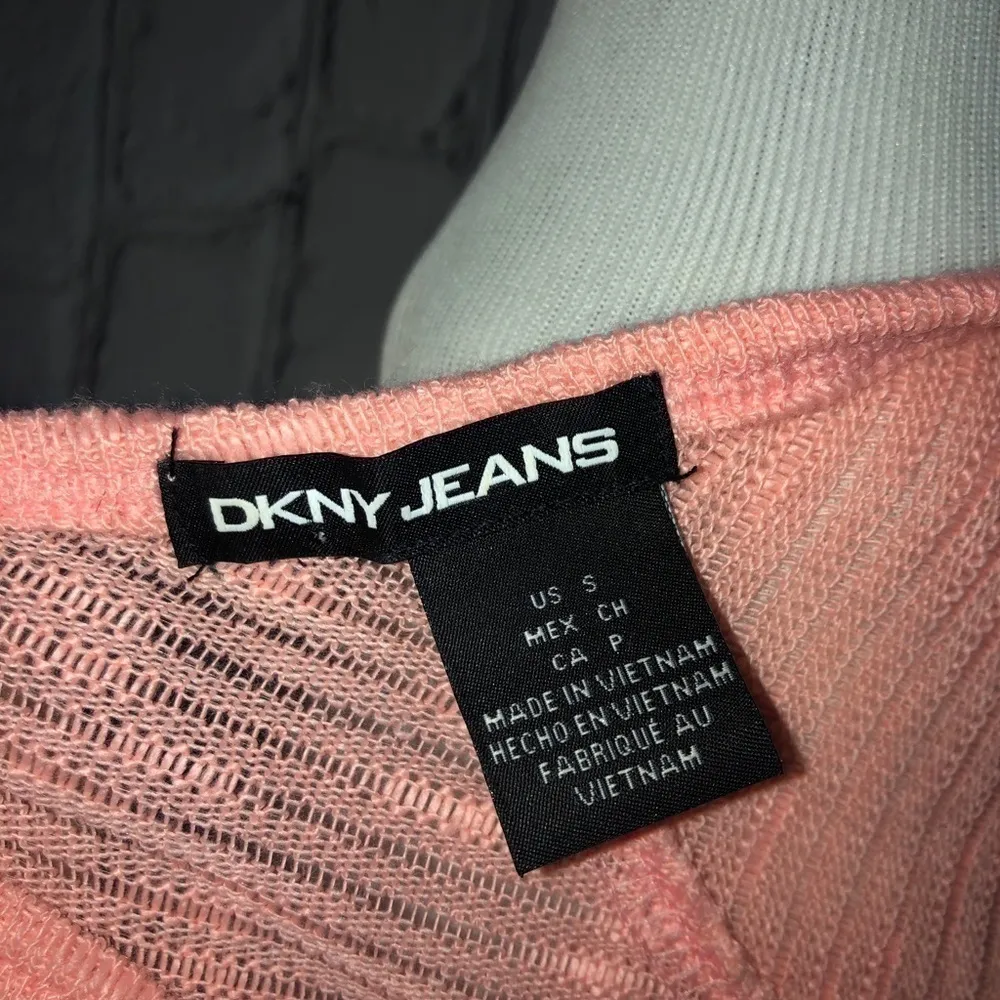 DKNY JEANS
US S
MEX CH
CA P
MADE IN VIETNAM
HECHO EN VIETNAM
FABRIQUÉ AU
VIETNAM